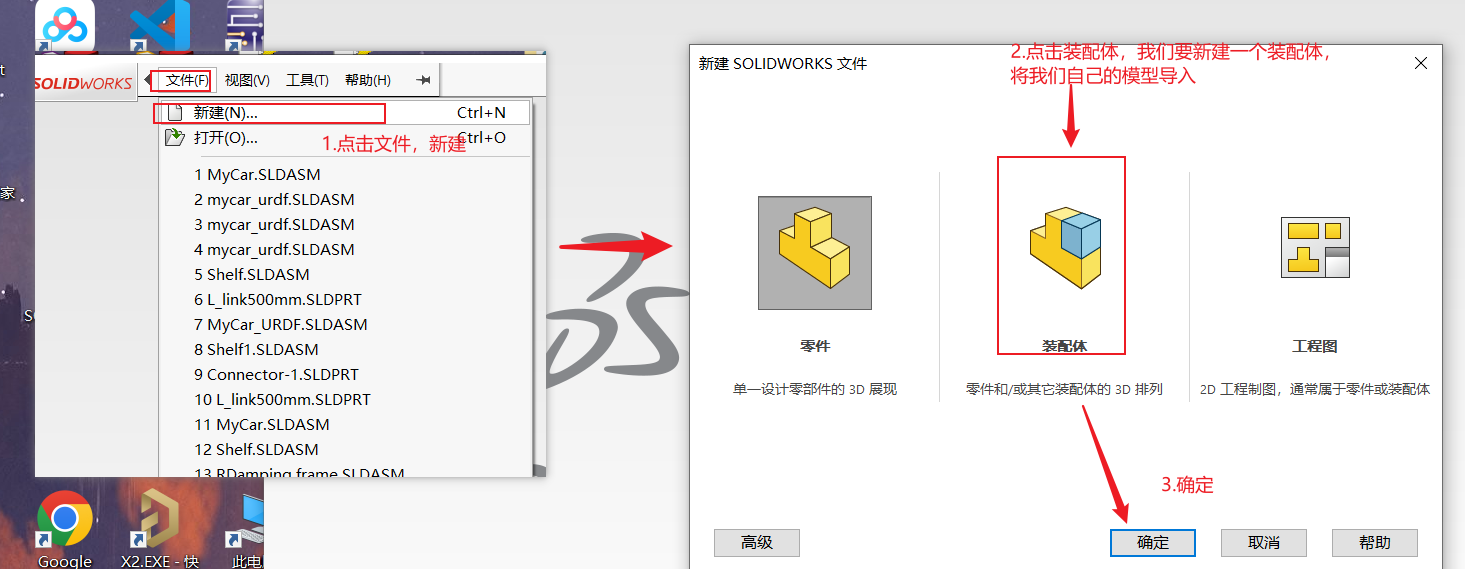 SOLIDWORKS
文件(F) 视图(V) 工具(T) 帮助(H)
新建(N)... Ctrl+N
打开(O)... Ctrl+O
1.点击文件，新建
1 MyCar.SLDASM
2 mycar_urdf.SLDASM
3 mycar_urdf.SLDASM
4 mycar_urdf.SLDASM
5 Shelf.SLDASM
6 L_link500mm.SLDPRT
7 MyCar_URDF.SLDASM
8 Shelf1.SLDASM
9 Connector-1.SLDPRT
10 L_link500mm.SLDPRT
11 MyCar.SLDASM
12 Shelf.SLDASM
13 RDamping frame.SLDASM
家
Google
X2.EXE - 快
此电
新建 SOLIDWORKS 文件
2.点击装配体，我们要新建一个装配体，
将我们自己的模型导入
零件
装配体
工程图
单一设计零部件的 3D 展现
零件和/或其它装配体的 3D 排列
2D 工程制图，通常属于零件或装配体
3.确定
高级
确定
取消
帮助